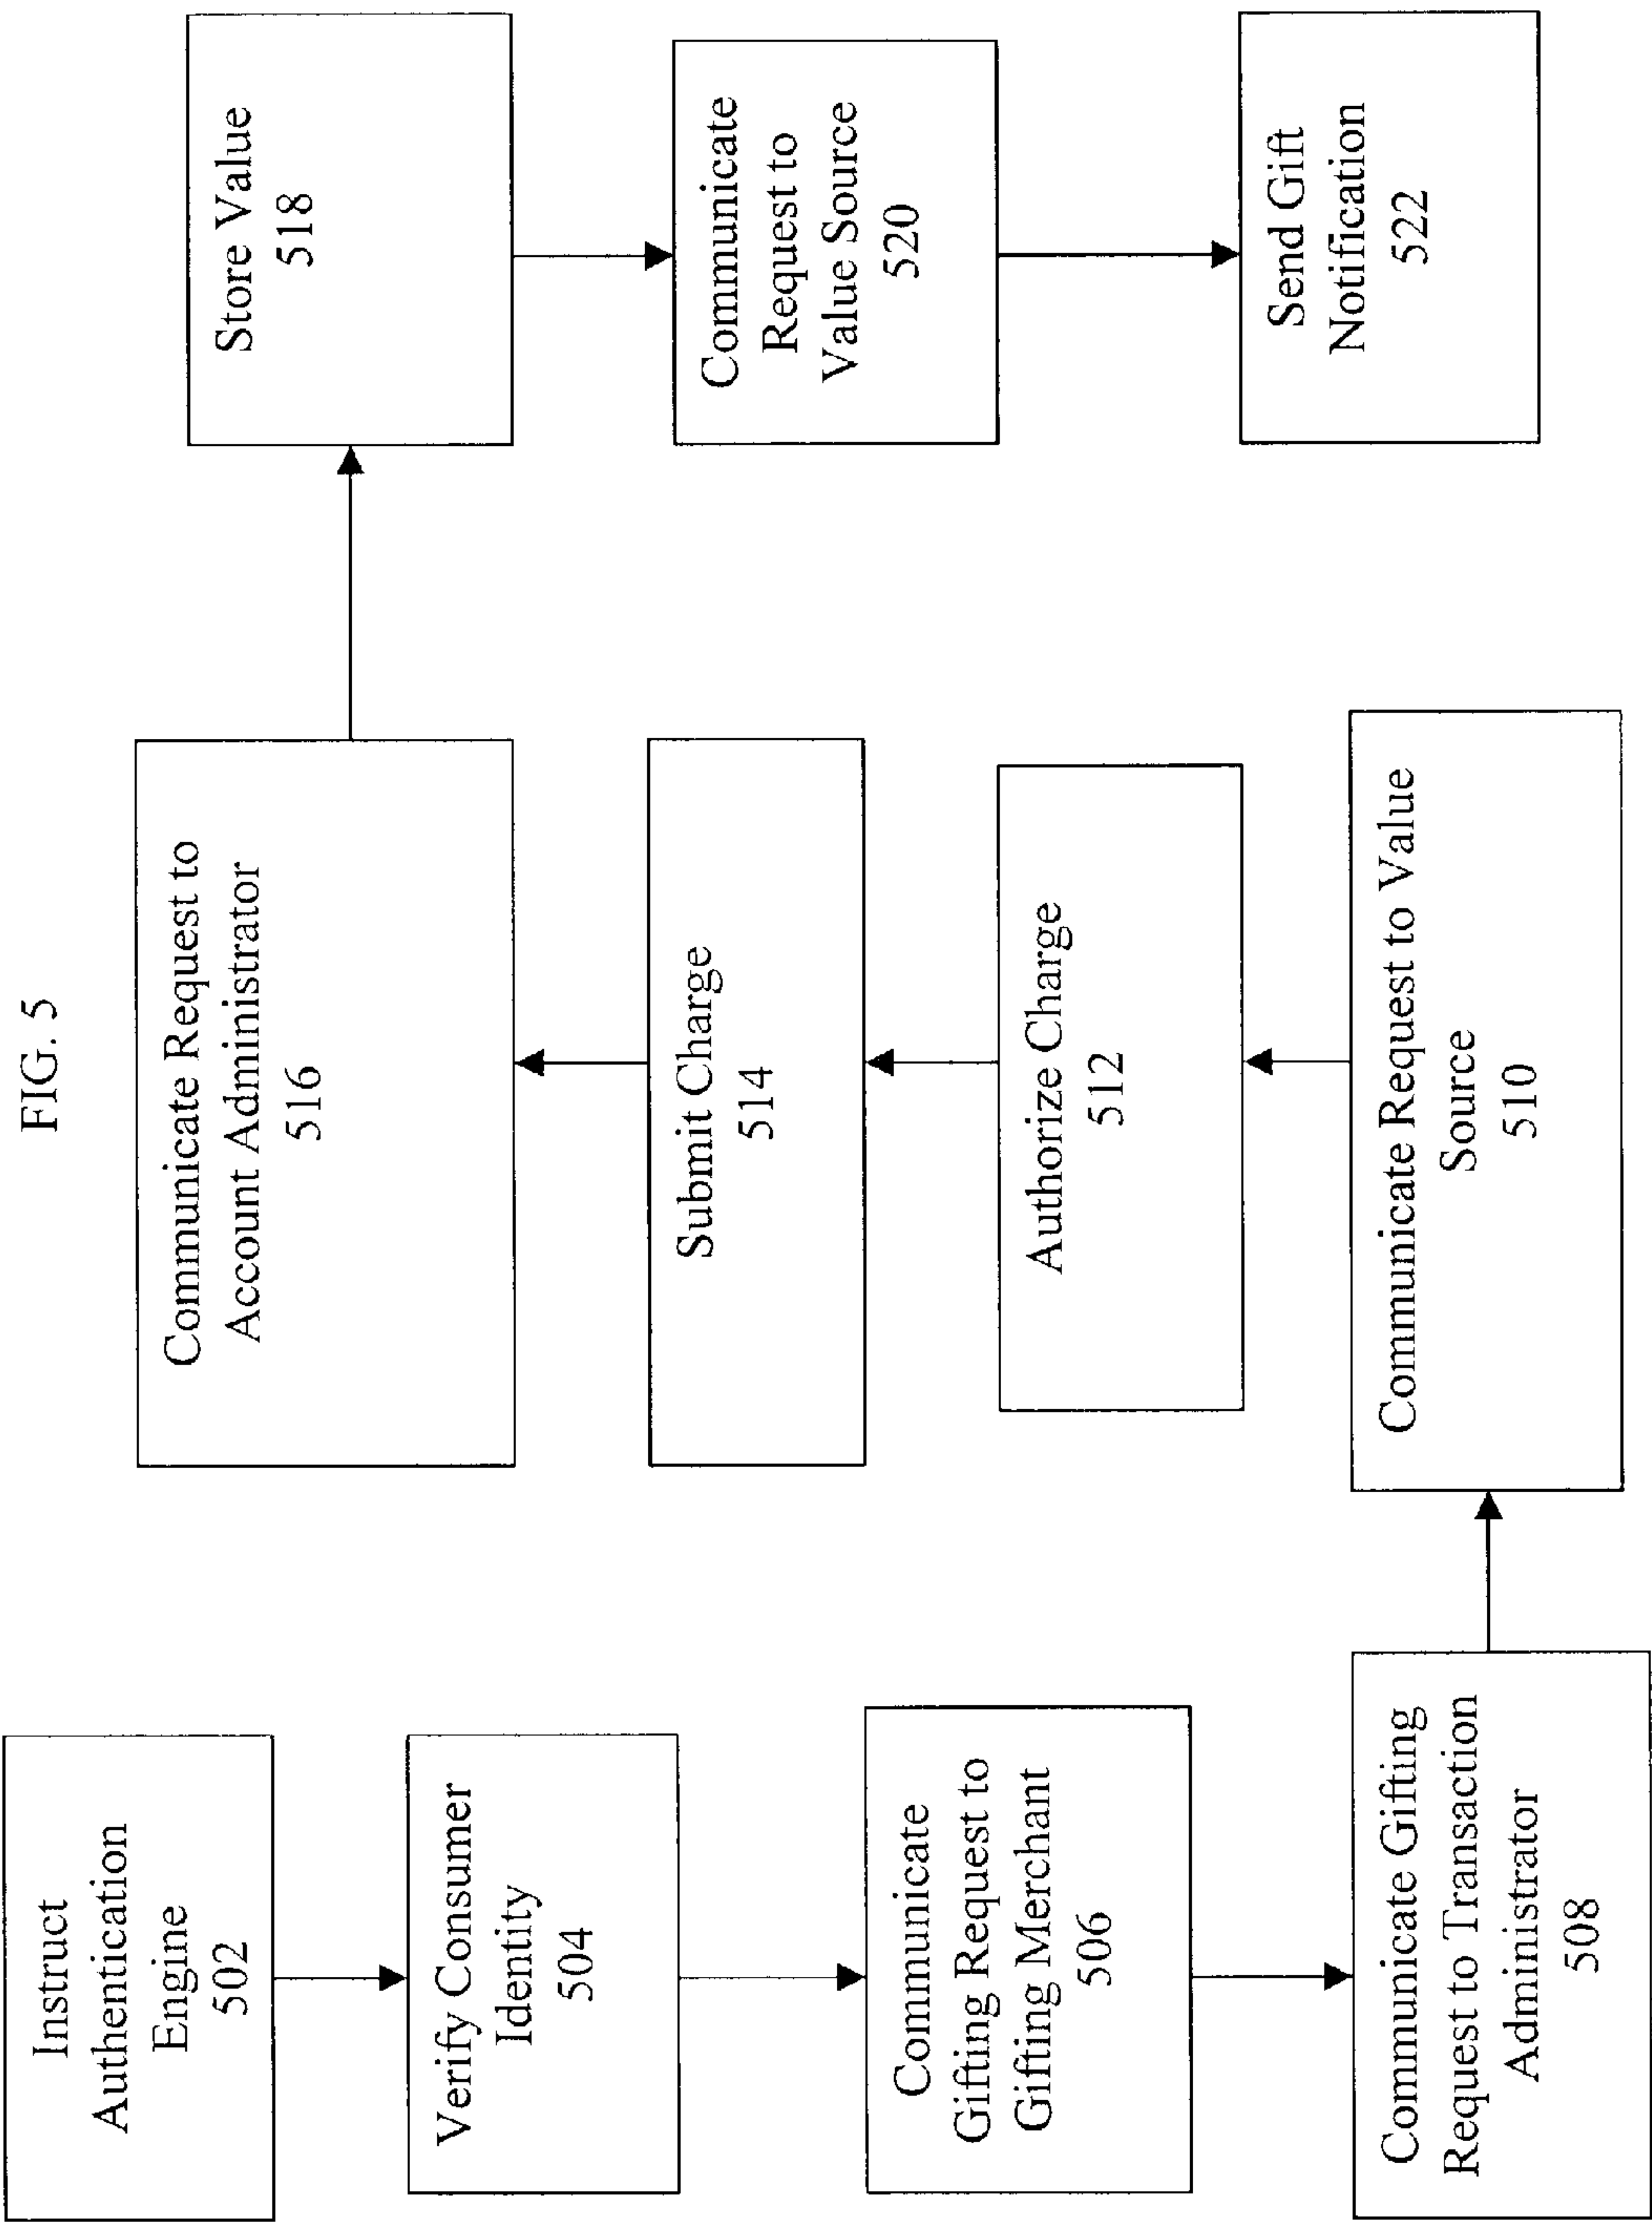 FIG. 5
Instruct
Authentication
Engine
502
Verify Consumer
Identity
504
Communicate
Gifting Request to
Gifting Merchant
506
Communicate Gifting
Request to Transaction
Administrator
508
Communicate Request to Value
Source
510
Authorize Charge
512
Submit Charge
514
Communicate Request to
Account Administrator
516
Store Value
518
Communicate
Request to
Value Source
520
Send Gift
Notification
522